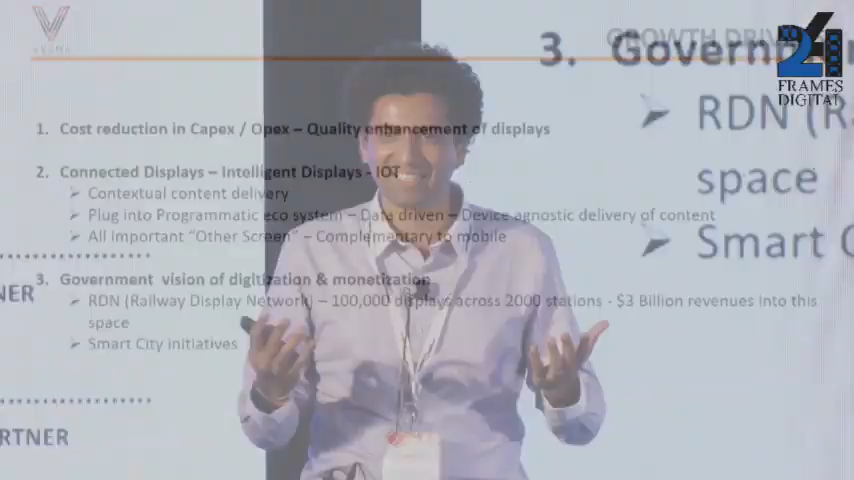 GROWTH DRIV
1. Cost reduction in Capex / Opex – Quality enhancement of displays
2. Connected Displays – Intelligent Displays - IOT
➢ Contextual content delivery
➢ Plug into Programmatic eco system – Data driven – Device agnostic delivery of content
➢ All important "Other Screen" – Complementary to mobile
3. Government vision of digitization & monetization
➢ RDN (Railway Display Network) – 100,000 displays across 2000 stations - $3 Billion revenues into this
space
➢ Smart City initiatives
NER
RTNER
3. Governm
➢ RDN (Ra
space
➢ Smart C
24
FRAMES
DIGITAL